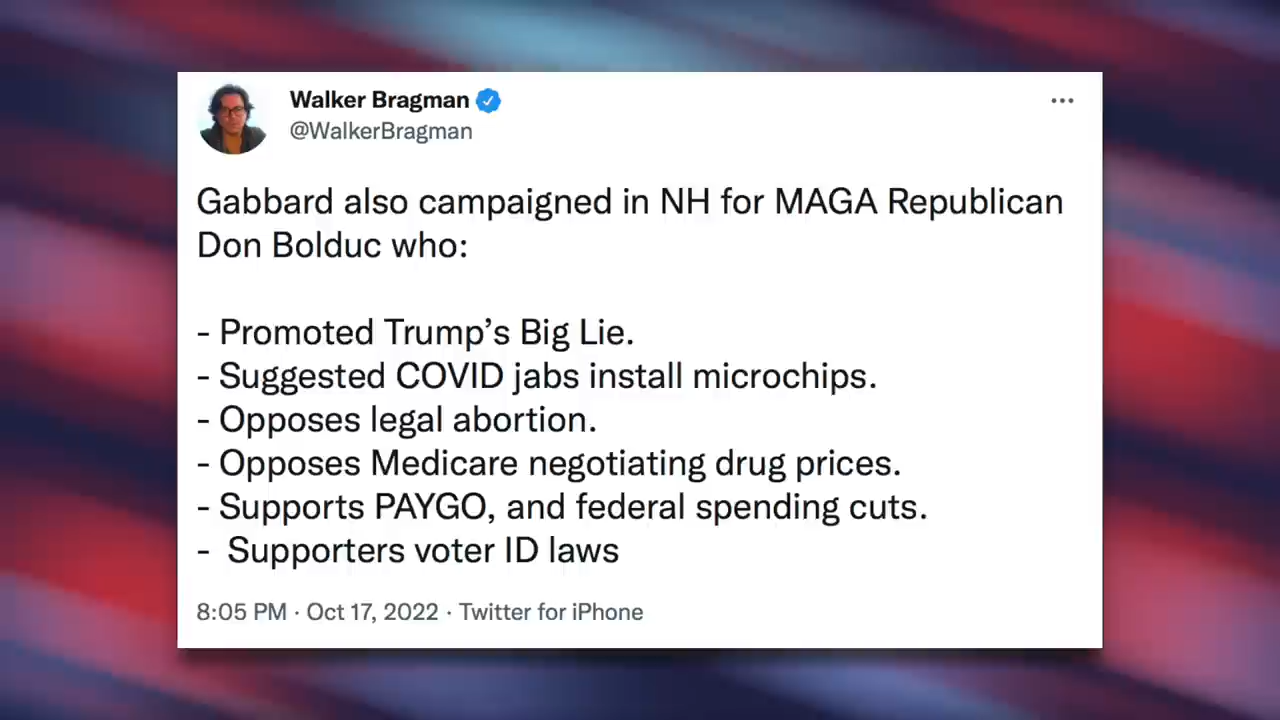 Walker Bragman
@WalkerBragman
Gabbard also campaigned in NH for MAGA Republican
Don Bolduc who:
- Promoted Trump’s Big Lie.
- Suggested COVID jabs install microchips.
- Opposes legal abortion.
- Opposes Medicare negotiating drug prices.
- Supports PAYGO, and federal spending cuts.
-  Supporters voter ID laws
8:05 PM · Oct 17, 2022 · Twitter for iPhone